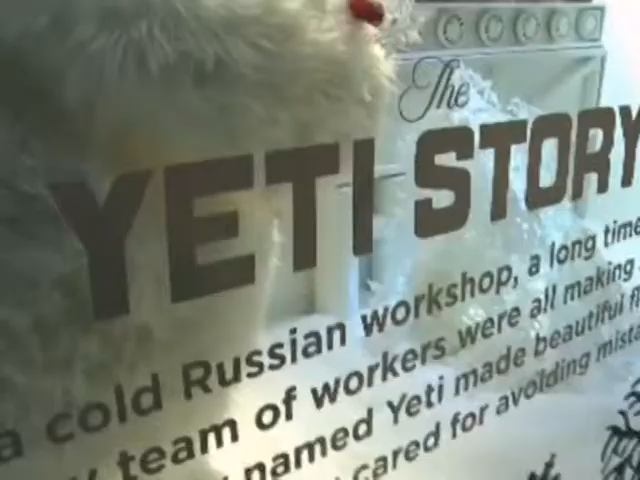 The
YETI STORY
a cold Russian workshop, a long time
team of workers were all making
named Yeti made beautiful
cared for avoiding